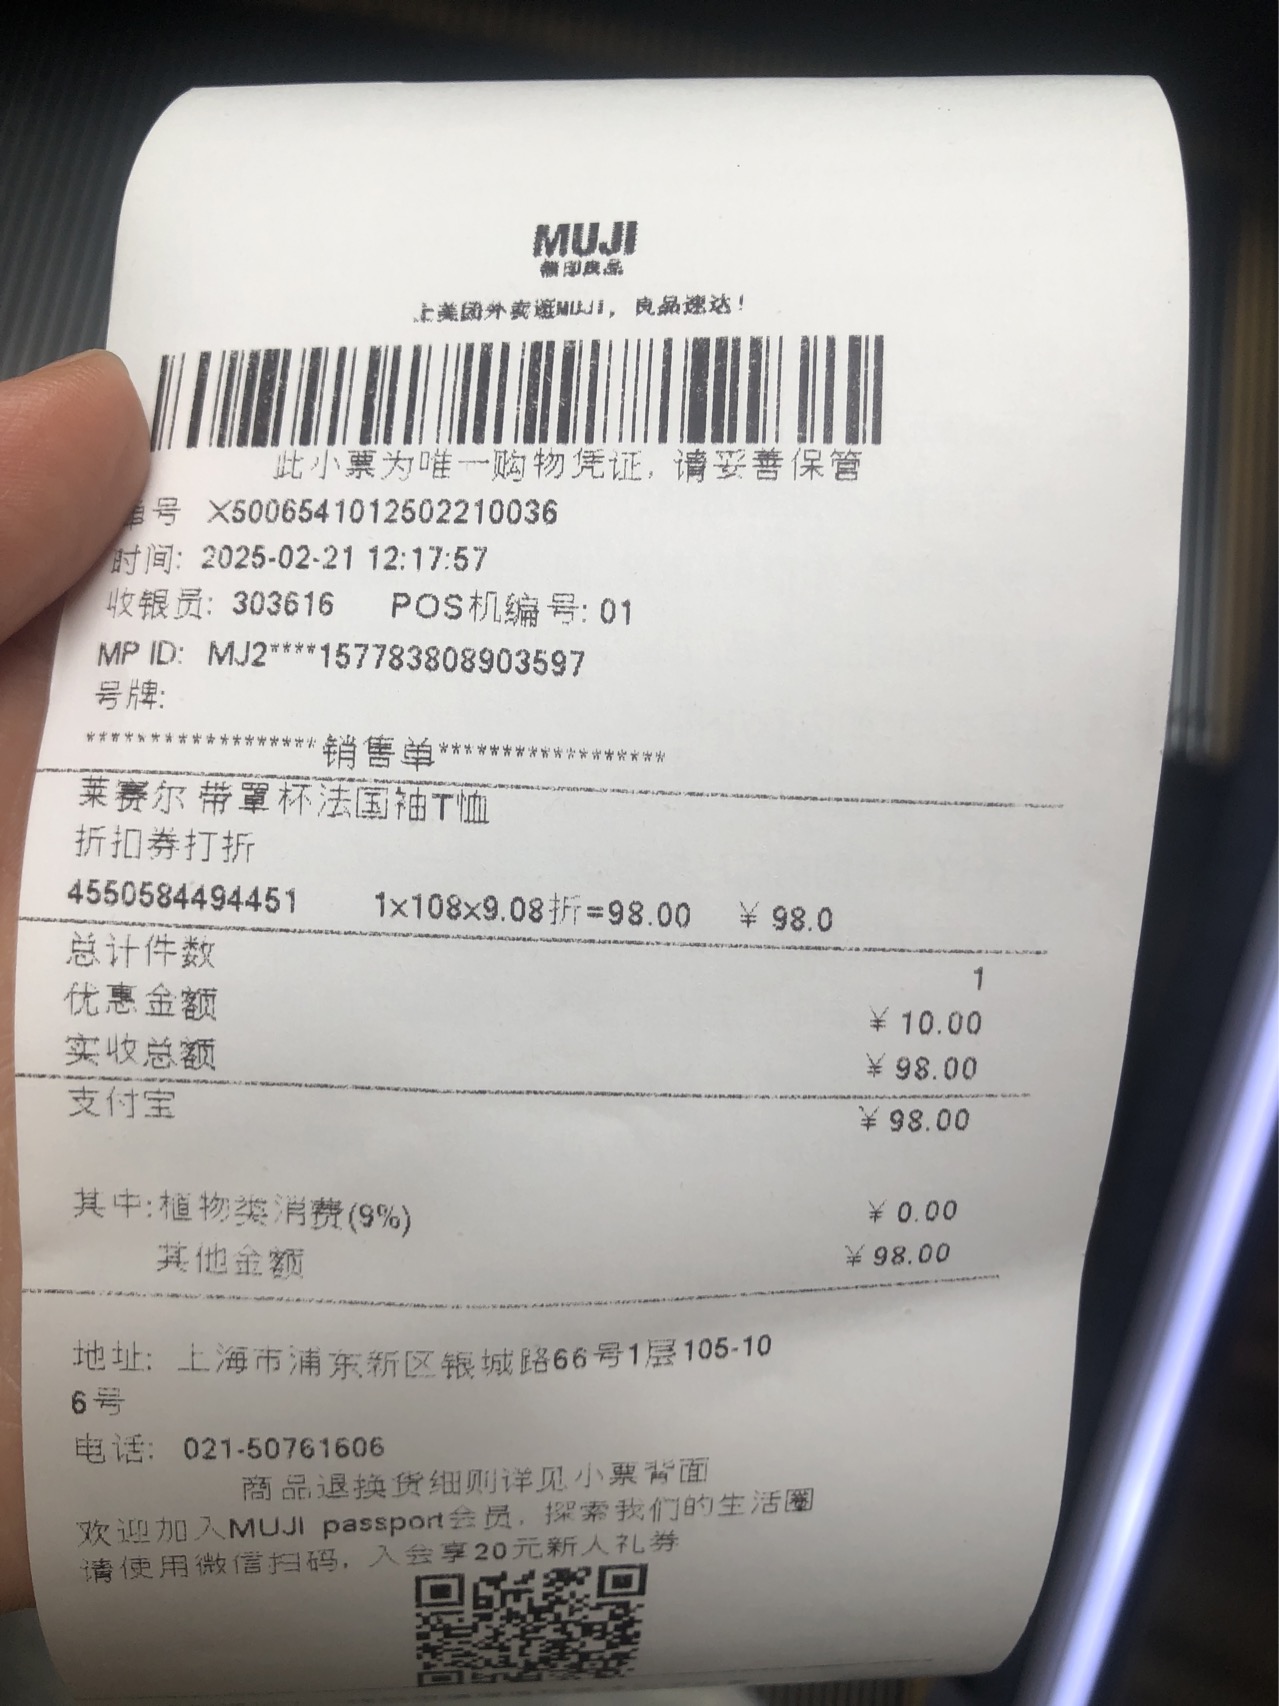 MUJI
無印良品
上美团外卖逛MUJI，良品速达！
此小票为唯一购物凭证，请妥善保管
单号 X5006541012502210036
时间: 2025-02-21 12:17:57
收银员: 303616 POS机编号: 01
MP ID: MJ2****157783808903597
号牌:
******************销售单******************
莱赛尔 带罩杯法国袖T恤
折扣券打折
4550584494451 1×108×9.08折=98.00 ¥ 98.0
总计件数 1
优惠金额 ¥ 10.00
实收总额 ¥ 98.00
支付宝 ¥ 98.00
其中:植物类消费(9%) ¥ 0.00
其他金额 ¥ 98.00
地址: 上海市浦东新区银城路66号1层105-10
6号
电话: 021-50761606
商品退换货细则详见小票背面
欢迎加入MUJI passport会员，探索我们的生活圈
请使用微信扫码，入会享20元新人礼券